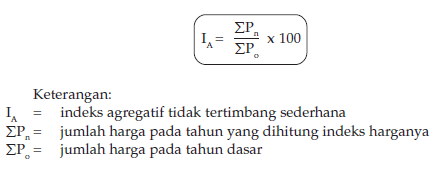 I_A = ΣP_n / ΣP_o x 100
Keterangan:
I_A = indeks agregatif tidak tertimbang sederhana
ΣP_n = jumlah harga pada tahun yang dihitung indeks harganya
ΣP_o = jumlah harga pada tahun dasar